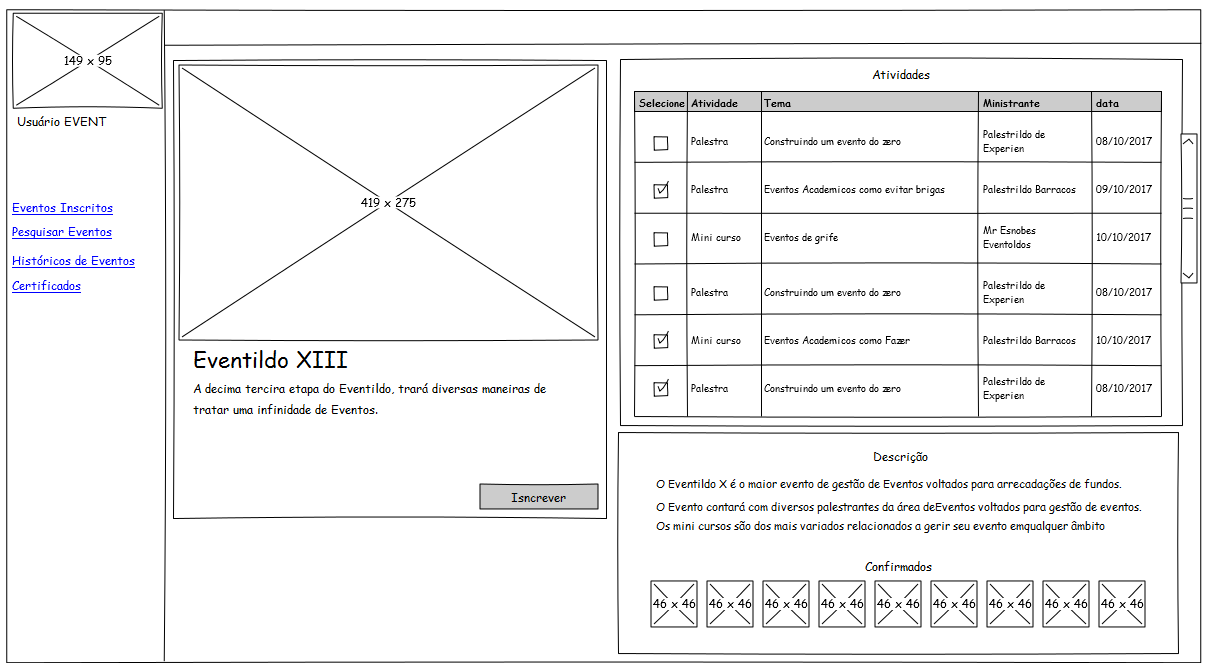 149 x 95
Usuário EVENT
Eventos Inscritos
Pesquisar Eventos
Históricos de Eventos
Certificados
419 x 275
Eventildo XIII
A decima tercira etapa do Eventildo, trará diversas maneiras de
tratar uma infinidade de Eventos.
Isncrever
Atividades
Selecione Atividade Tema Ministrante data
Palestra Construindo um evento do zero Palestrildo de
Experien 08/10/2017
Palestra Eventos Academicos como evitar brigas Palestrildo Barracos 09/10/2017
Mini curso Eventos de grife Mr Esnobes
Eventoldos 10/10/2017
Palestra Construindo um evento do zero Palestrildo de
Experien 08/10/2017
Mini curso Eventos Academicos como Fazer Palestrildo Barracos 10/10/2017
Palestra Construindo um evento do zero Palestrildo de
Experien 08/10/2017
Descrição
O Eventildo X é o maior evento de gestão de Eventos voltados para arrecadações de fundos.
O Evento contará com diversos palestrantes da área deEventos voltados para gestão de eventos.
Os mini cursos são dos mais variados relacionados a gerir seu evento emqualquer âmbito
Confirmados
46 x 46 46 x 46 46 x 46 46 x 46 46 x 46 46 x 46 46 x 46 46 x 46 46 x 46